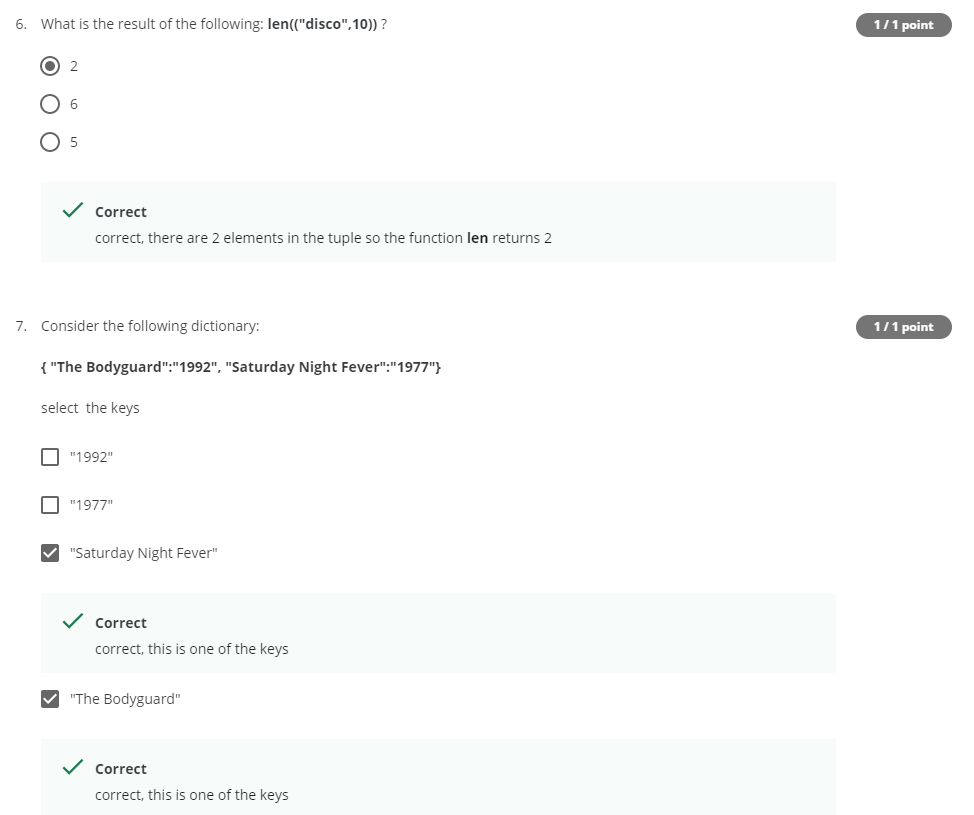 6. What is the result of the following: len(("disco",10)) ?
1 / 1 point
2
6
5
Correct
correct, there are 2 elements in the tuple so the function len returns 2
7. Consider the following dictionary:
1 / 1 point
{ "The Bodyguard":"1992", "Saturday Night Fever":"1977"}
select the keys
"1992"
"1977"
"Saturday Night Fever"
Correct
correct, this is one of the keys
"The Bodyguard"
Correct
correct, this is one of the keys